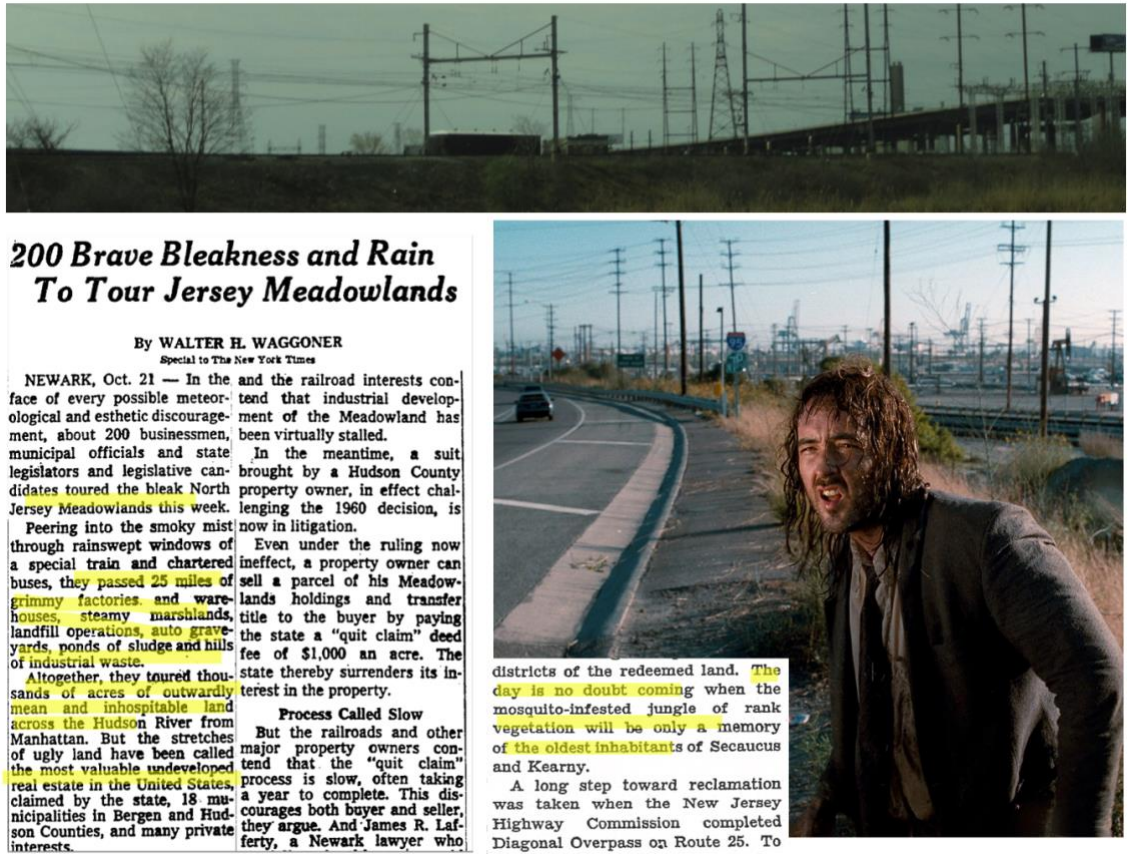 200 Brave Bleakness and Rain
To Tour Jersey Meadowlands
By WALTER H. WAGGONER
Special to The New York Times
NEWARK, Oct. 21 — In the
face of every possible meteor-
ological and esthetic discourage-
ment, about 200 businessmen,
municipal officials and state
legislators and legislative can-
didates toured the bleak North
Jersey Meadowlands this week.
Peering into the smoky mist
through rainswept windows of
a special train and chartered
buses, they passed 25 miles of
grimmy factories. and ware-
houses, steamy marshlands,
landfill operations, auto grave-
yards, ponds of sludge and hills
of industrial waste.
Altogether, they toured thou-
sands of acres of outwardly
mean and inhospitable land
across the Hudson River from
Manhattan. But the stretches
of ugly land have been called
the most valuable undeveloped
real estate in the United States,
claimed by the state, 18 mu-
nicipalities in Bergen and Hud-
son Counties, and many private
interests.
and the railroad interests con-
tend that industrial develop-
ment of the Meadowland has
been virtually stalled.
In the meantime, a suit
brought by a Hudson County
property owner, in effect chal-
lenging the 1960 decision, is
now in litigation.
Even under the ruling now
ineffect, a property owner can
sell a parcel of his Meadow-
lands holdings and transfer
title to the buyer by paying
the state a “quit claim” deed
fee of $1,000 an acre. The
state thereby surrenders its in-
terest in the property.
Process Called Slow
But the railroads and other
major property owners con-
tend that the “quit claim”
process is slow, often taking
a year to complete. This dis-
courages both buyer and seller,
they argue. And James R. Laf-
ferty, a Newark lawyer who
districts of the redeemed land. The
day is no doubt coming when the
mosquito-infested jungle of rank
vegetation will be only a memory
of the oldest inhabitants of Secaucus
and Kearny.
A long step toward reclamation
was taken when the New Jersey
Highway Commission completed
Diagonal Overpass on Route 25. To